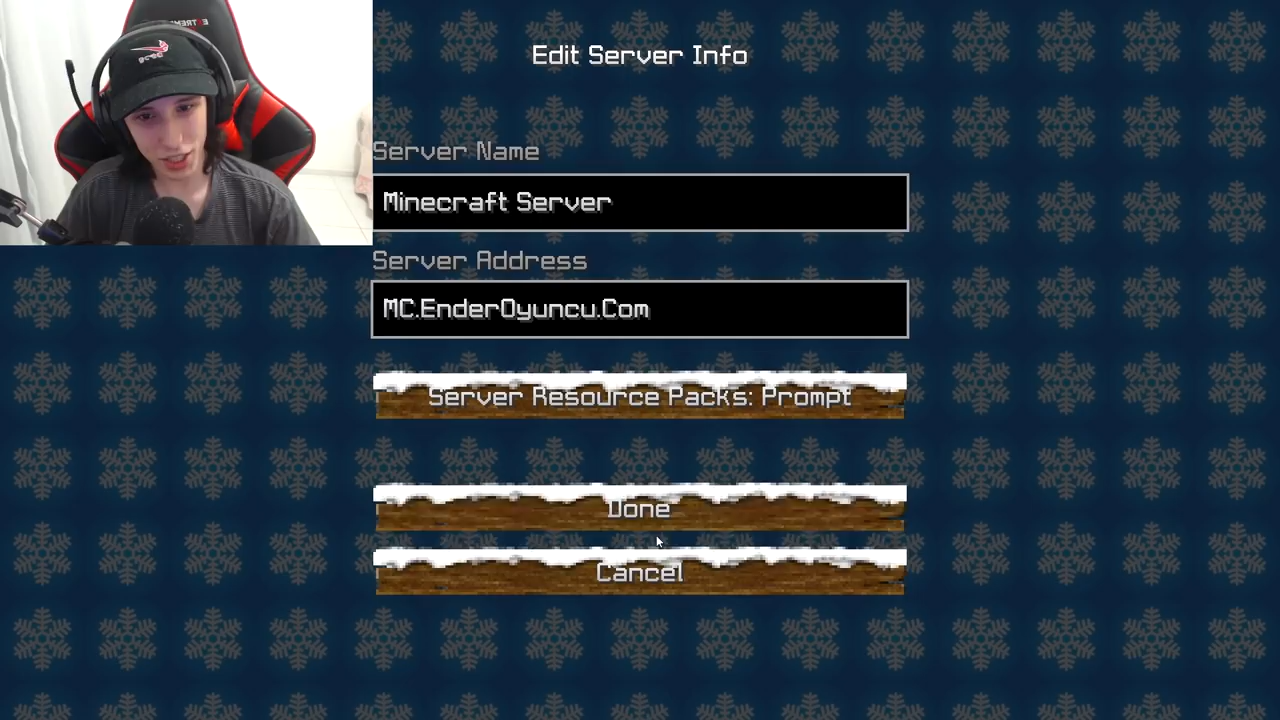 Edit Server Info
Server Name
Minecraft Server
Server Address
MC.EnderOyuncu.Com
Server Resource Packs: Prompt
Done
Cancel